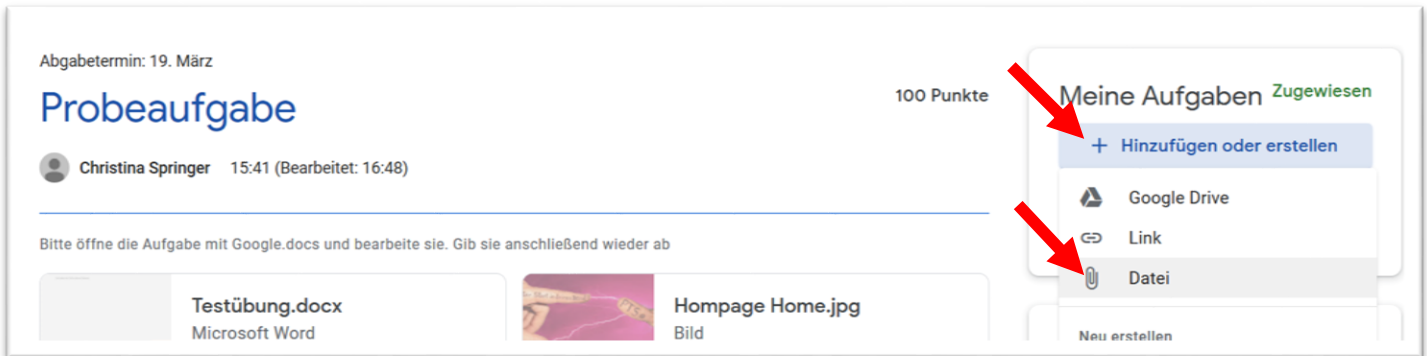 Abgabetermin: 19. März
Probeaufgabe
100 Punkte
Christina Springer 15:41 (Bearbeitet: 16:48)
Bitte öffne die Aufgabe mit Google.docs und bearbeite sie. Gib sie anschließend wieder ab
Testübung.docx
Microsoft Word
Hompage Home.jpg
Bild
Meine Aufgaben Zugewiesen
+ Hinzufügen oder erstellen
Google Drive
Link
Datei
Neu erstellen